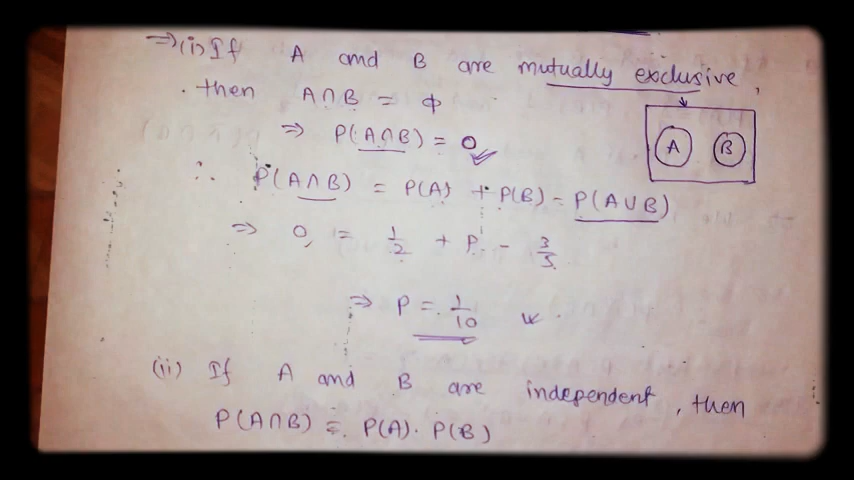 ⇒(i) If A and B are mutually exclusive,
then A∩B = ϕ
⇒ P(A∩B) = 0
A B
∴ P(A∩B) = P(A) + P(B) - P(A∪B)
⇒ 0 = 1/2 + P - 3/5
⇒ P = 1/10
(ii) If A and B are independent, then
P(A∩B) = P(A). P(B)